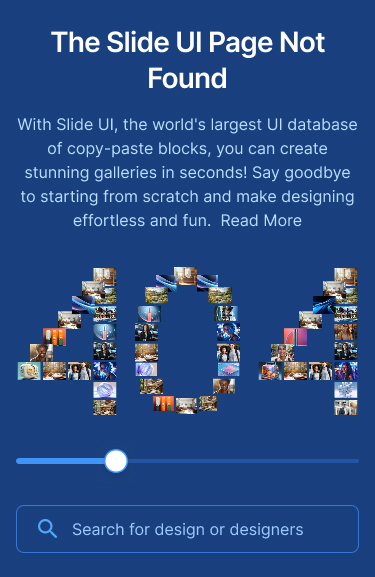 The Slide UI Page Not
Found
With Slide UI, the world's largest UI database
of copy-paste blocks, you can create
stunning galleries in seconds! Say goodbye
to starting from scratch and make designing
effortless and fun.  Read More
404
Search for design or designers